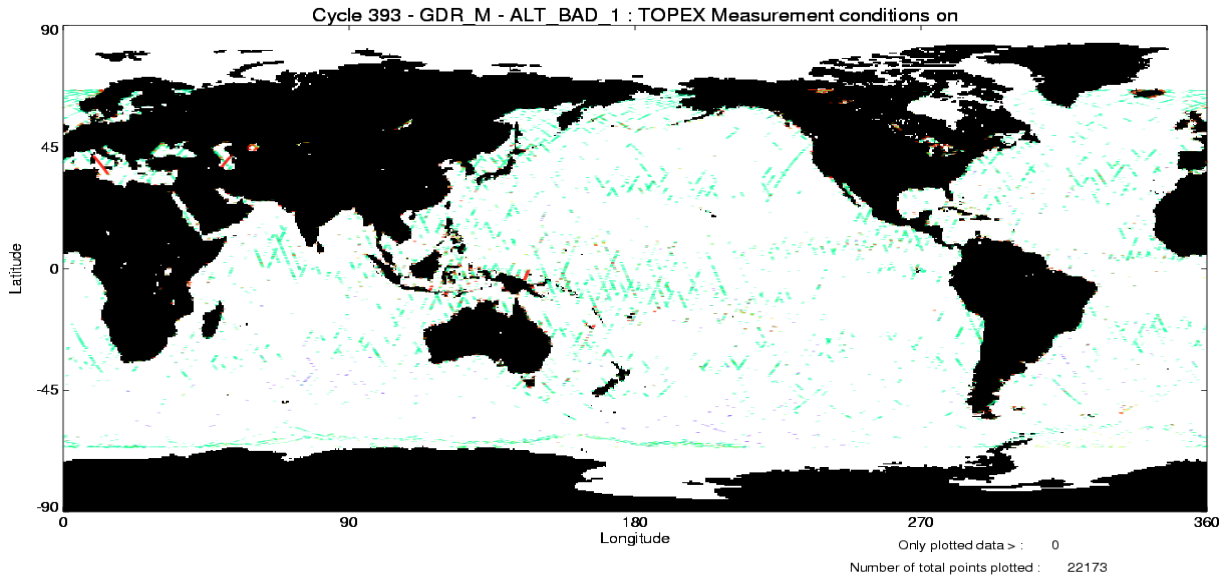 Cycle 393 - GDR_M - ALT_BAD_1 : TOPEX Measurement conditions on
90
45
0
-45
-90
Latitude
0 90 180 270 360
Longitude
Only plotted data > : 0
Number of total points plotted : 22173